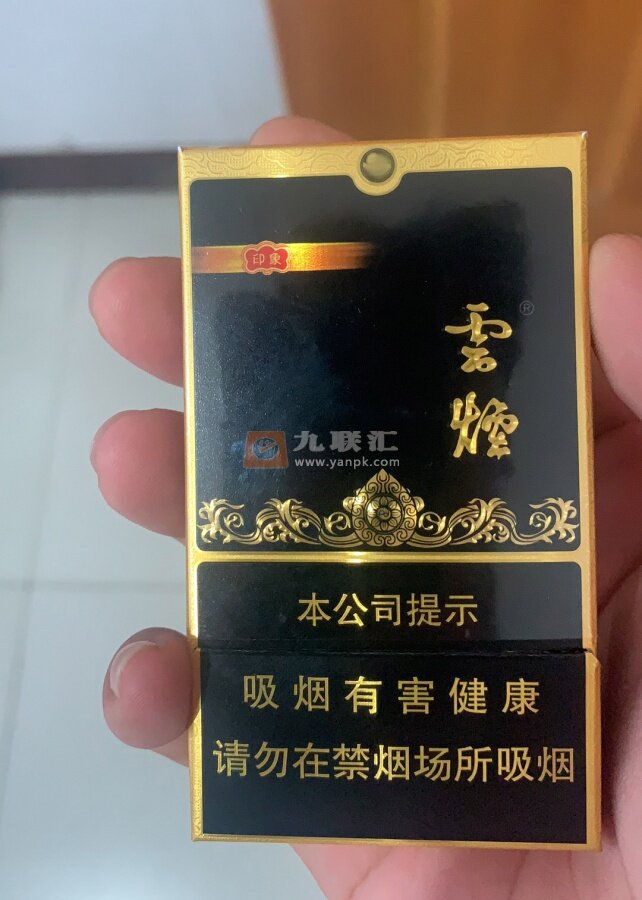 印象
雲
煙
®
九联汇
www.yanpk.com
本公司提示
吸烟有害健康
请勿在禁烟场所吸烟